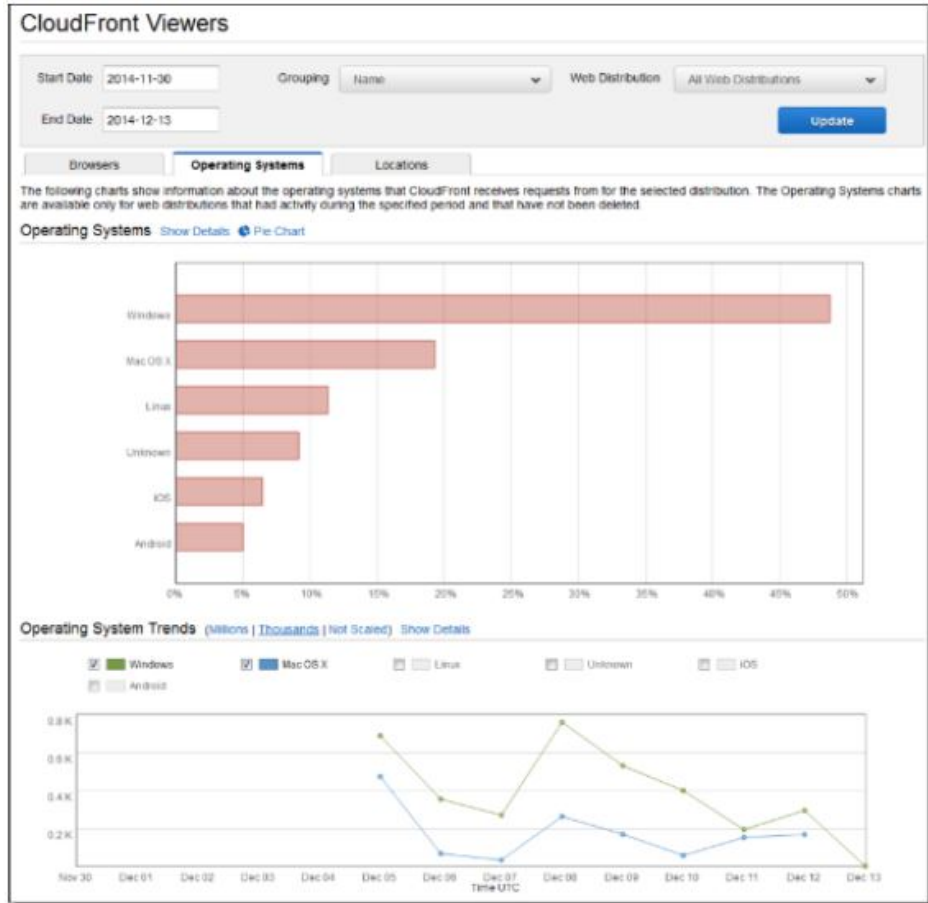 CloudFront Viewers
Start Date 2014-11-30 Grouping Name Web Distribution All Web Distributions
End Date 2014-12-13 Update
Browsers Operating Systems Locations
The following charts show information about the operating systems that CloudFront receives requests from for the selected distribution. The Operating Systems charts
are available only for web distributions that had activity during the specified period and that have not been deleted.
Operating Systems Show Details Pie Chart
Windows
Mac OS X
Linux
Unknown
iOS
Android
0% 5% 10% 15% 20% 25% 30% 35% 40% 45% 50%
Operating System Trends (Millions | Thousands | Not Scaled) Show Details
Windows Mac OS X Linux Unknown iOS
Android
0.8 K
0.6 K
0.4 K
0.2 K
Nov 30 Dec 01 Dec 02 Dec 03 Dec 04 Dec 05 Dec 06 Dec 07 Dec 08 Dec 09 Dec 10 Dec 11 Dec 12 Dec 13
Time UTC